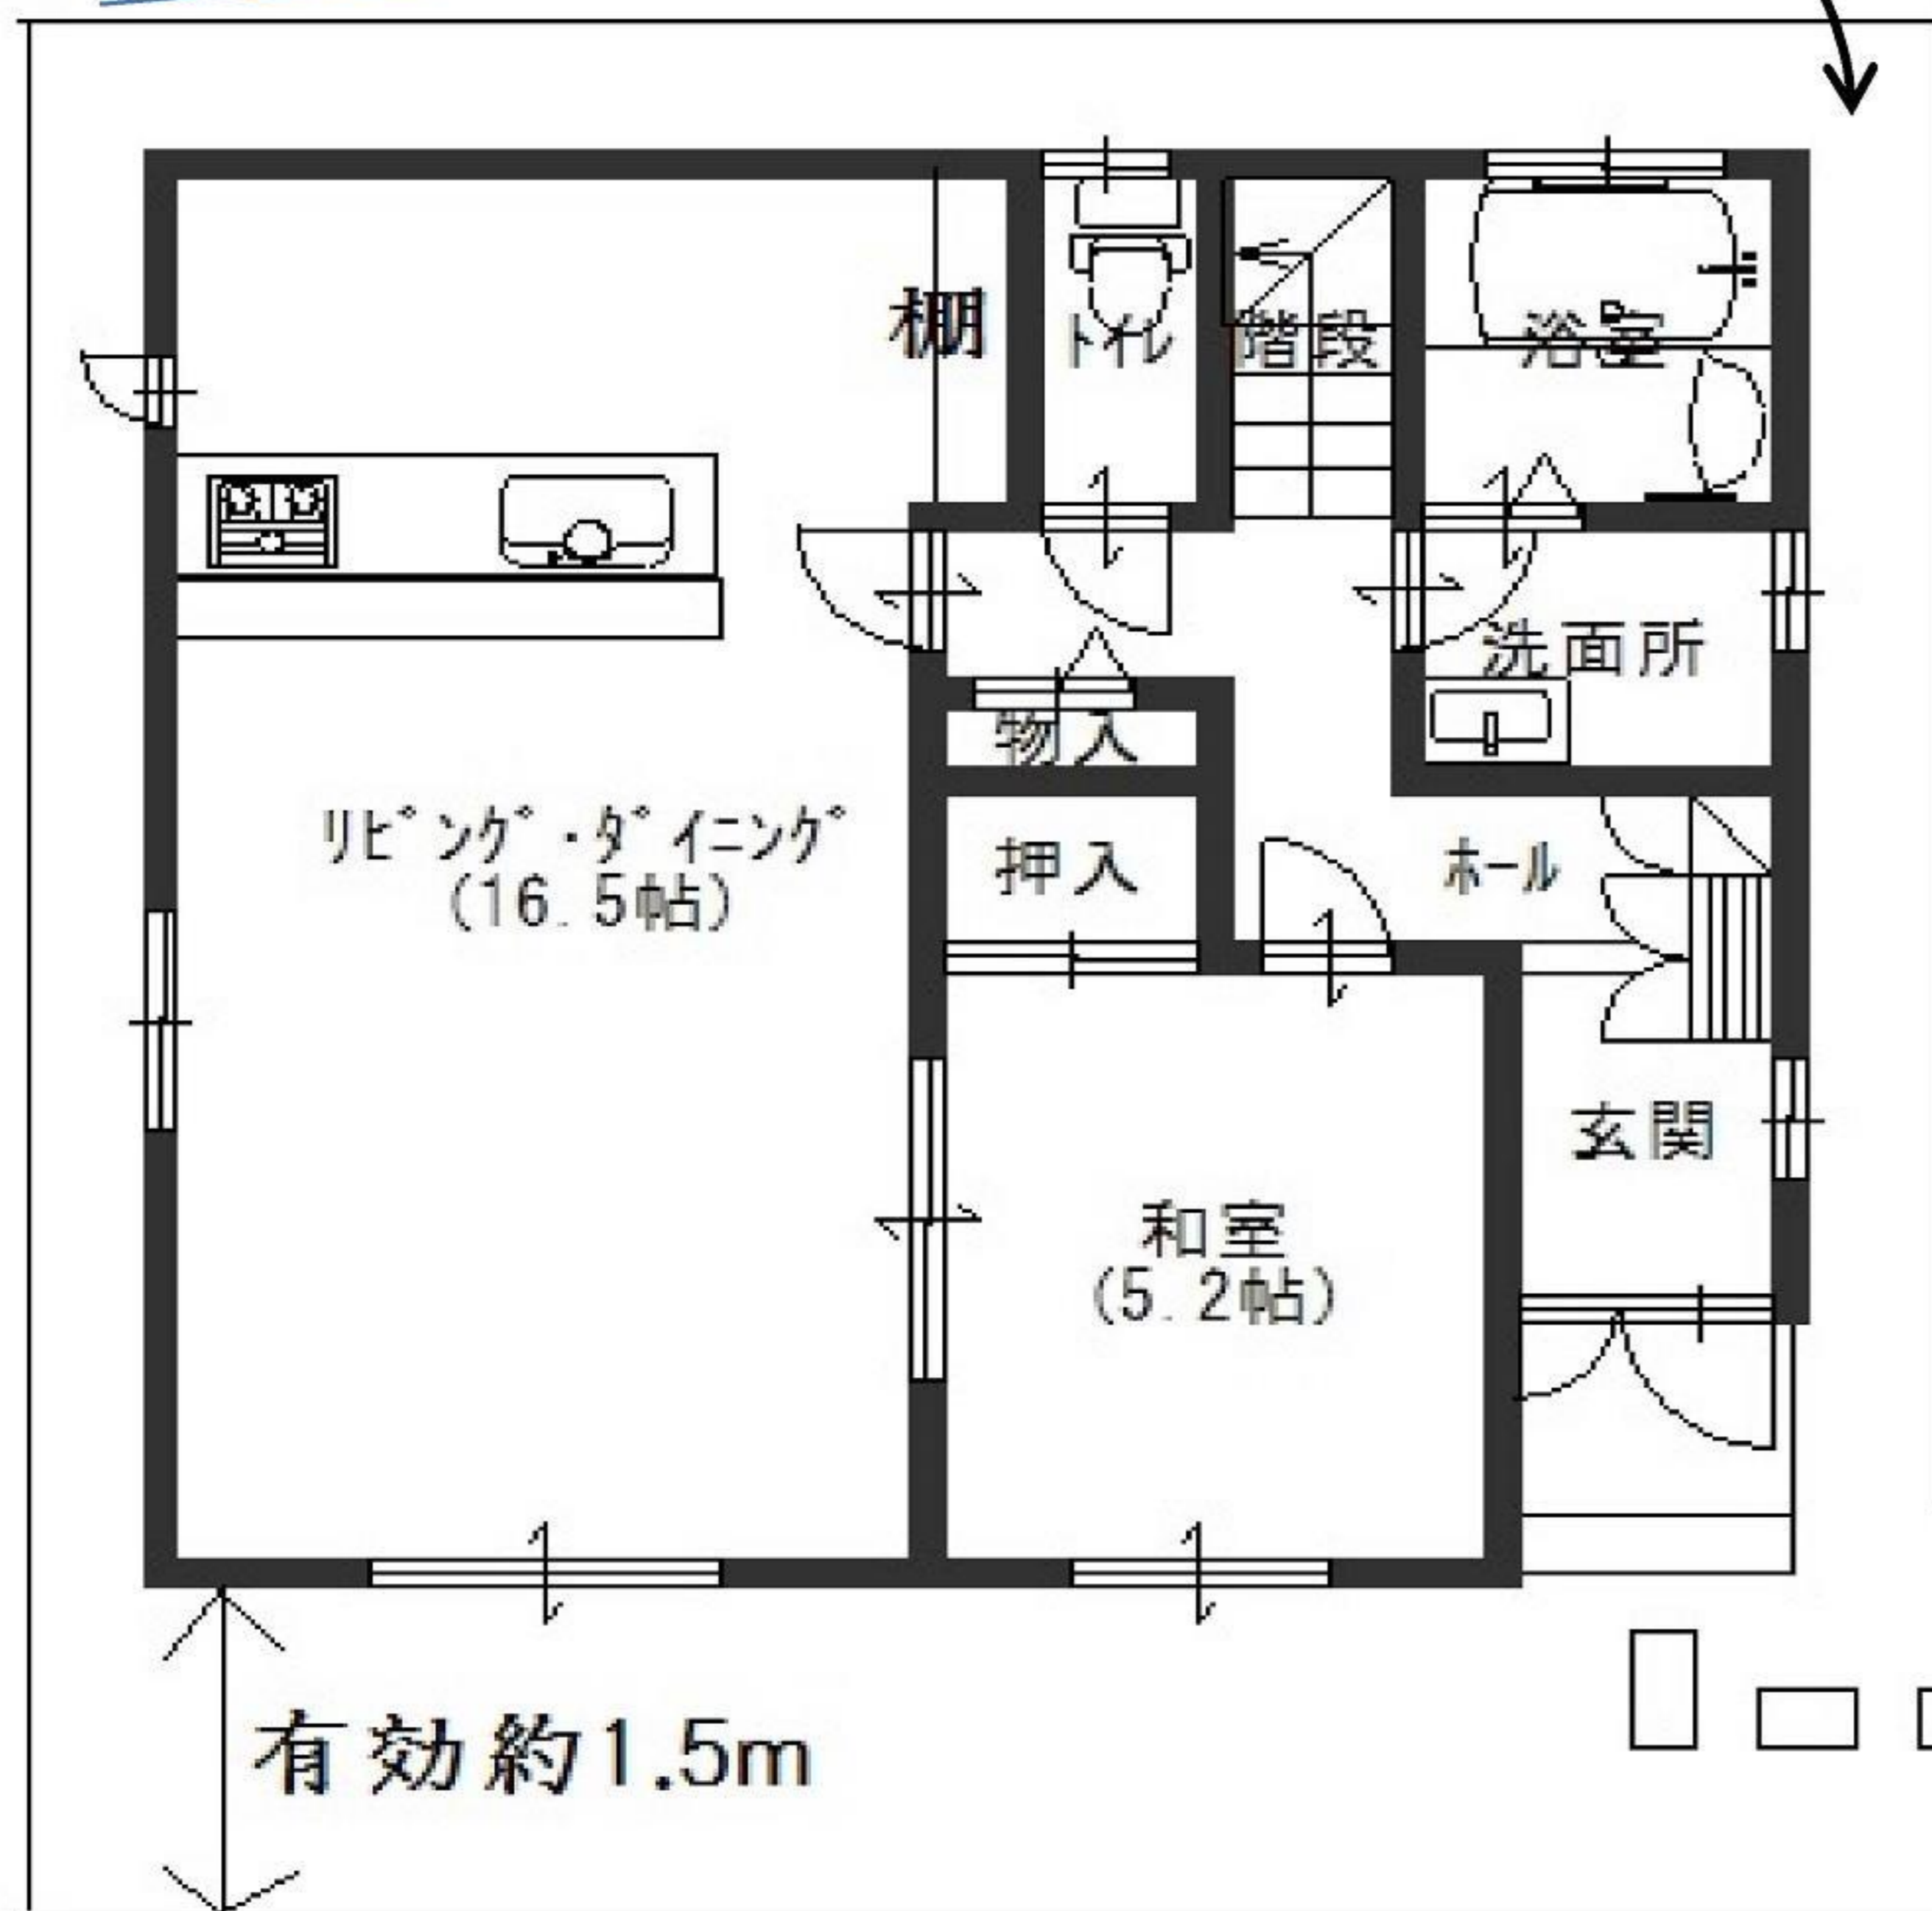 棚
ﾄｲﾚ
階段
浴室
洗面所
物入
ﾘﾋﾞﾝｸﾞ・ﾀﾞｲﾆﾝｸﾞ
(16.5帖)
押入
ﾎｰﾙ
玄関
和室
(5.2帖)
有効約1.5m